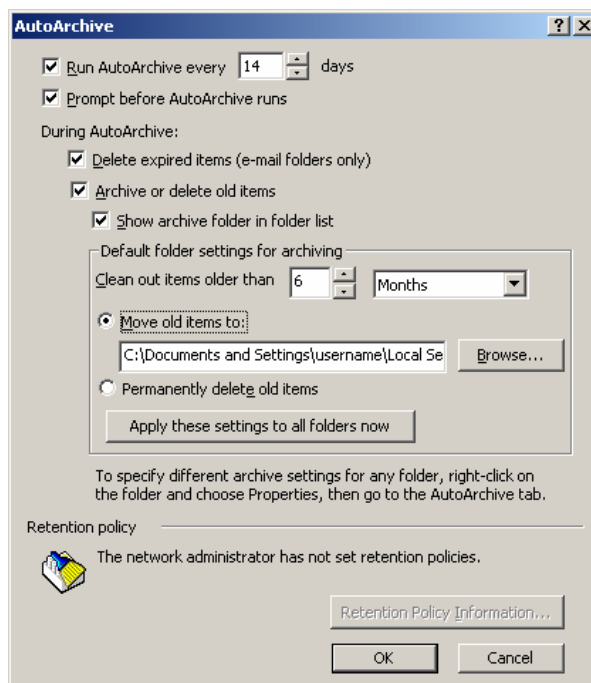 AutoArchive
Run AutoArchive every 14 days
Prompt before AutoArchive runs
During AutoArchive:
Delete expired items (e-mail folders only)
Archive or delete old items
Show archive folder in folder list
Default folder settings for archiving
Clean out items older than 6 Months
Move old items to:
C:\Documents and Settings\username\Local Se
Browse...
Permanently delete old items
Apply these settings to all folders now
To specify different archive settings for any folder, right-click on
the folder and choose Properties, then go to the AutoArchive tab.
Retention policy
The network administrator has not set retention policies.
Retention Policy Information...
OK Cancel